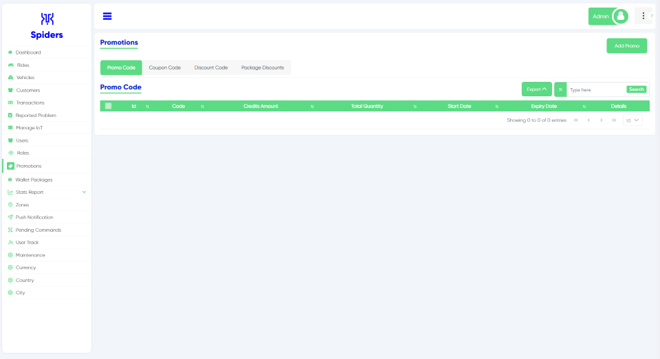 Spiders
Admin
Dashboard
Rides
Vehicles
Customers
Transactions
Reported Problem
Manage IoT
Users
Roles
Promotions
Wallet Packages
Stats Report
Zones
Push Notification
Pending Commands
User Track
Maintenance
Currency
Country
City
Promotions
Add Promo
Promo Code
Coupon Code
Discount Code
Package Discounts
Promo Code
Export
Type here
Search
Id
Code
Credits Amount
Total Quantity
Start Date
Expiry Date
Details
Showing 0 to 0 of 0 entries
10